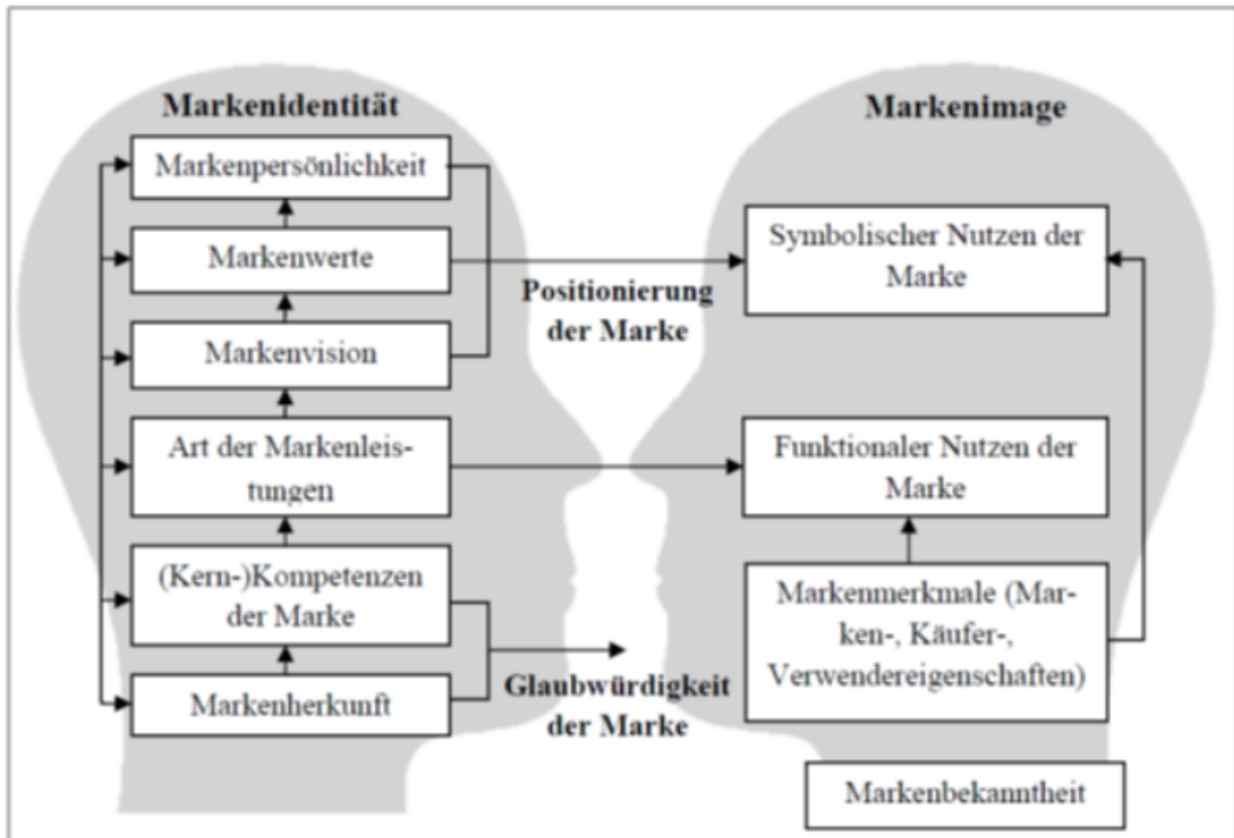 Markenidentität
Markenpersönlichkeit
Markenwerte
Markenvision
Art der Markenleis-
tungen
(Kern-)Kompetenzen
der Marke
Markenherkunft
Positionierung
der Marke
Glaubwürdigkeit
der Marke
Markenimage
Symbolischer Nutzen der
Marke
Funktionaler Nutzen der
Marke
Markenmerkmale (Mar-
ken-, Käufer-,
Verwendereigenschaften)
Markenbekanntheit